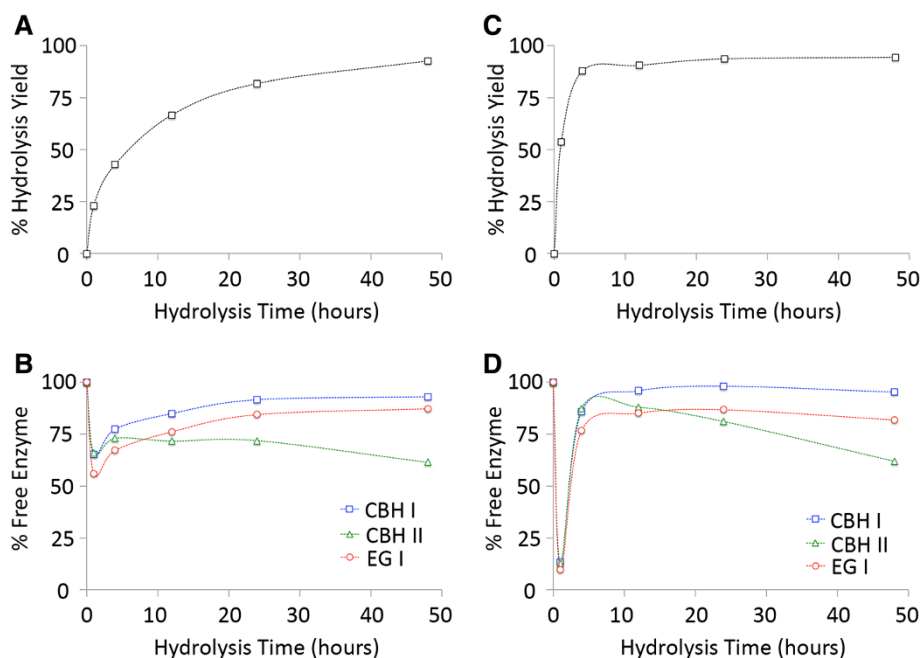 A
100
75
50
25
0
% Hydrolysis Yield
0 10 20 30 40 50
Hydrolysis Time (hours)
B
100
75
50
25
0
% Free Enzyme
CBH I
CBH II
EG I
0 10 20 30 40 50
Hydrolysis Time (hours)
C
100
75
50
25
0
% Hydrolysis Yield
0 10 20 30 40 50
Hydrolysis Time (hours)
D
100
75
50
25
0
% Free Enzyme
CBH I
CBH II
EG I
0 10 20 30 40 50
Hydrolysis Time (hours)